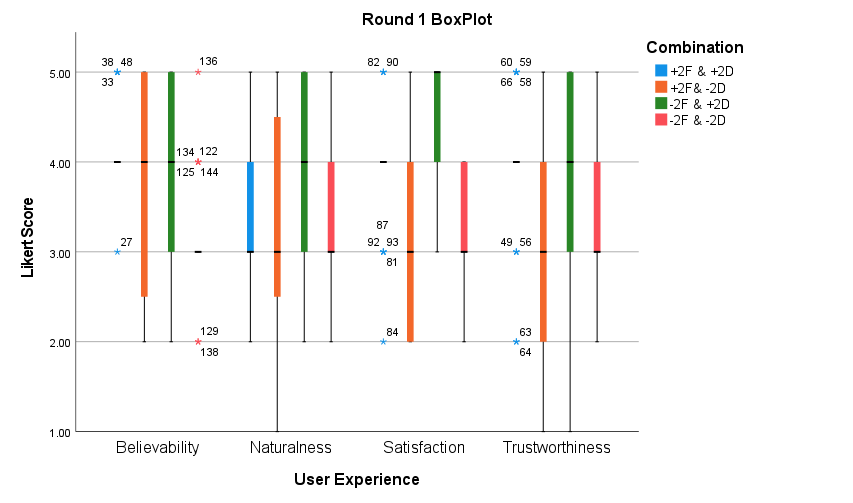 Round 1 BoxPlot
Combination
+2F & +2D
+2F& -2D
-2F & +2D
-2F & -2D
Likert Score
5.00
4.00
3.00
2.00
1.00
38 48
33
136
134 122
125 144
27
129
138
82 90
87
92 93
81
84
60 59
66 58
49 56
63
64
Believability
Naturalness
Satisfaction
Trustworthiness
User Experience